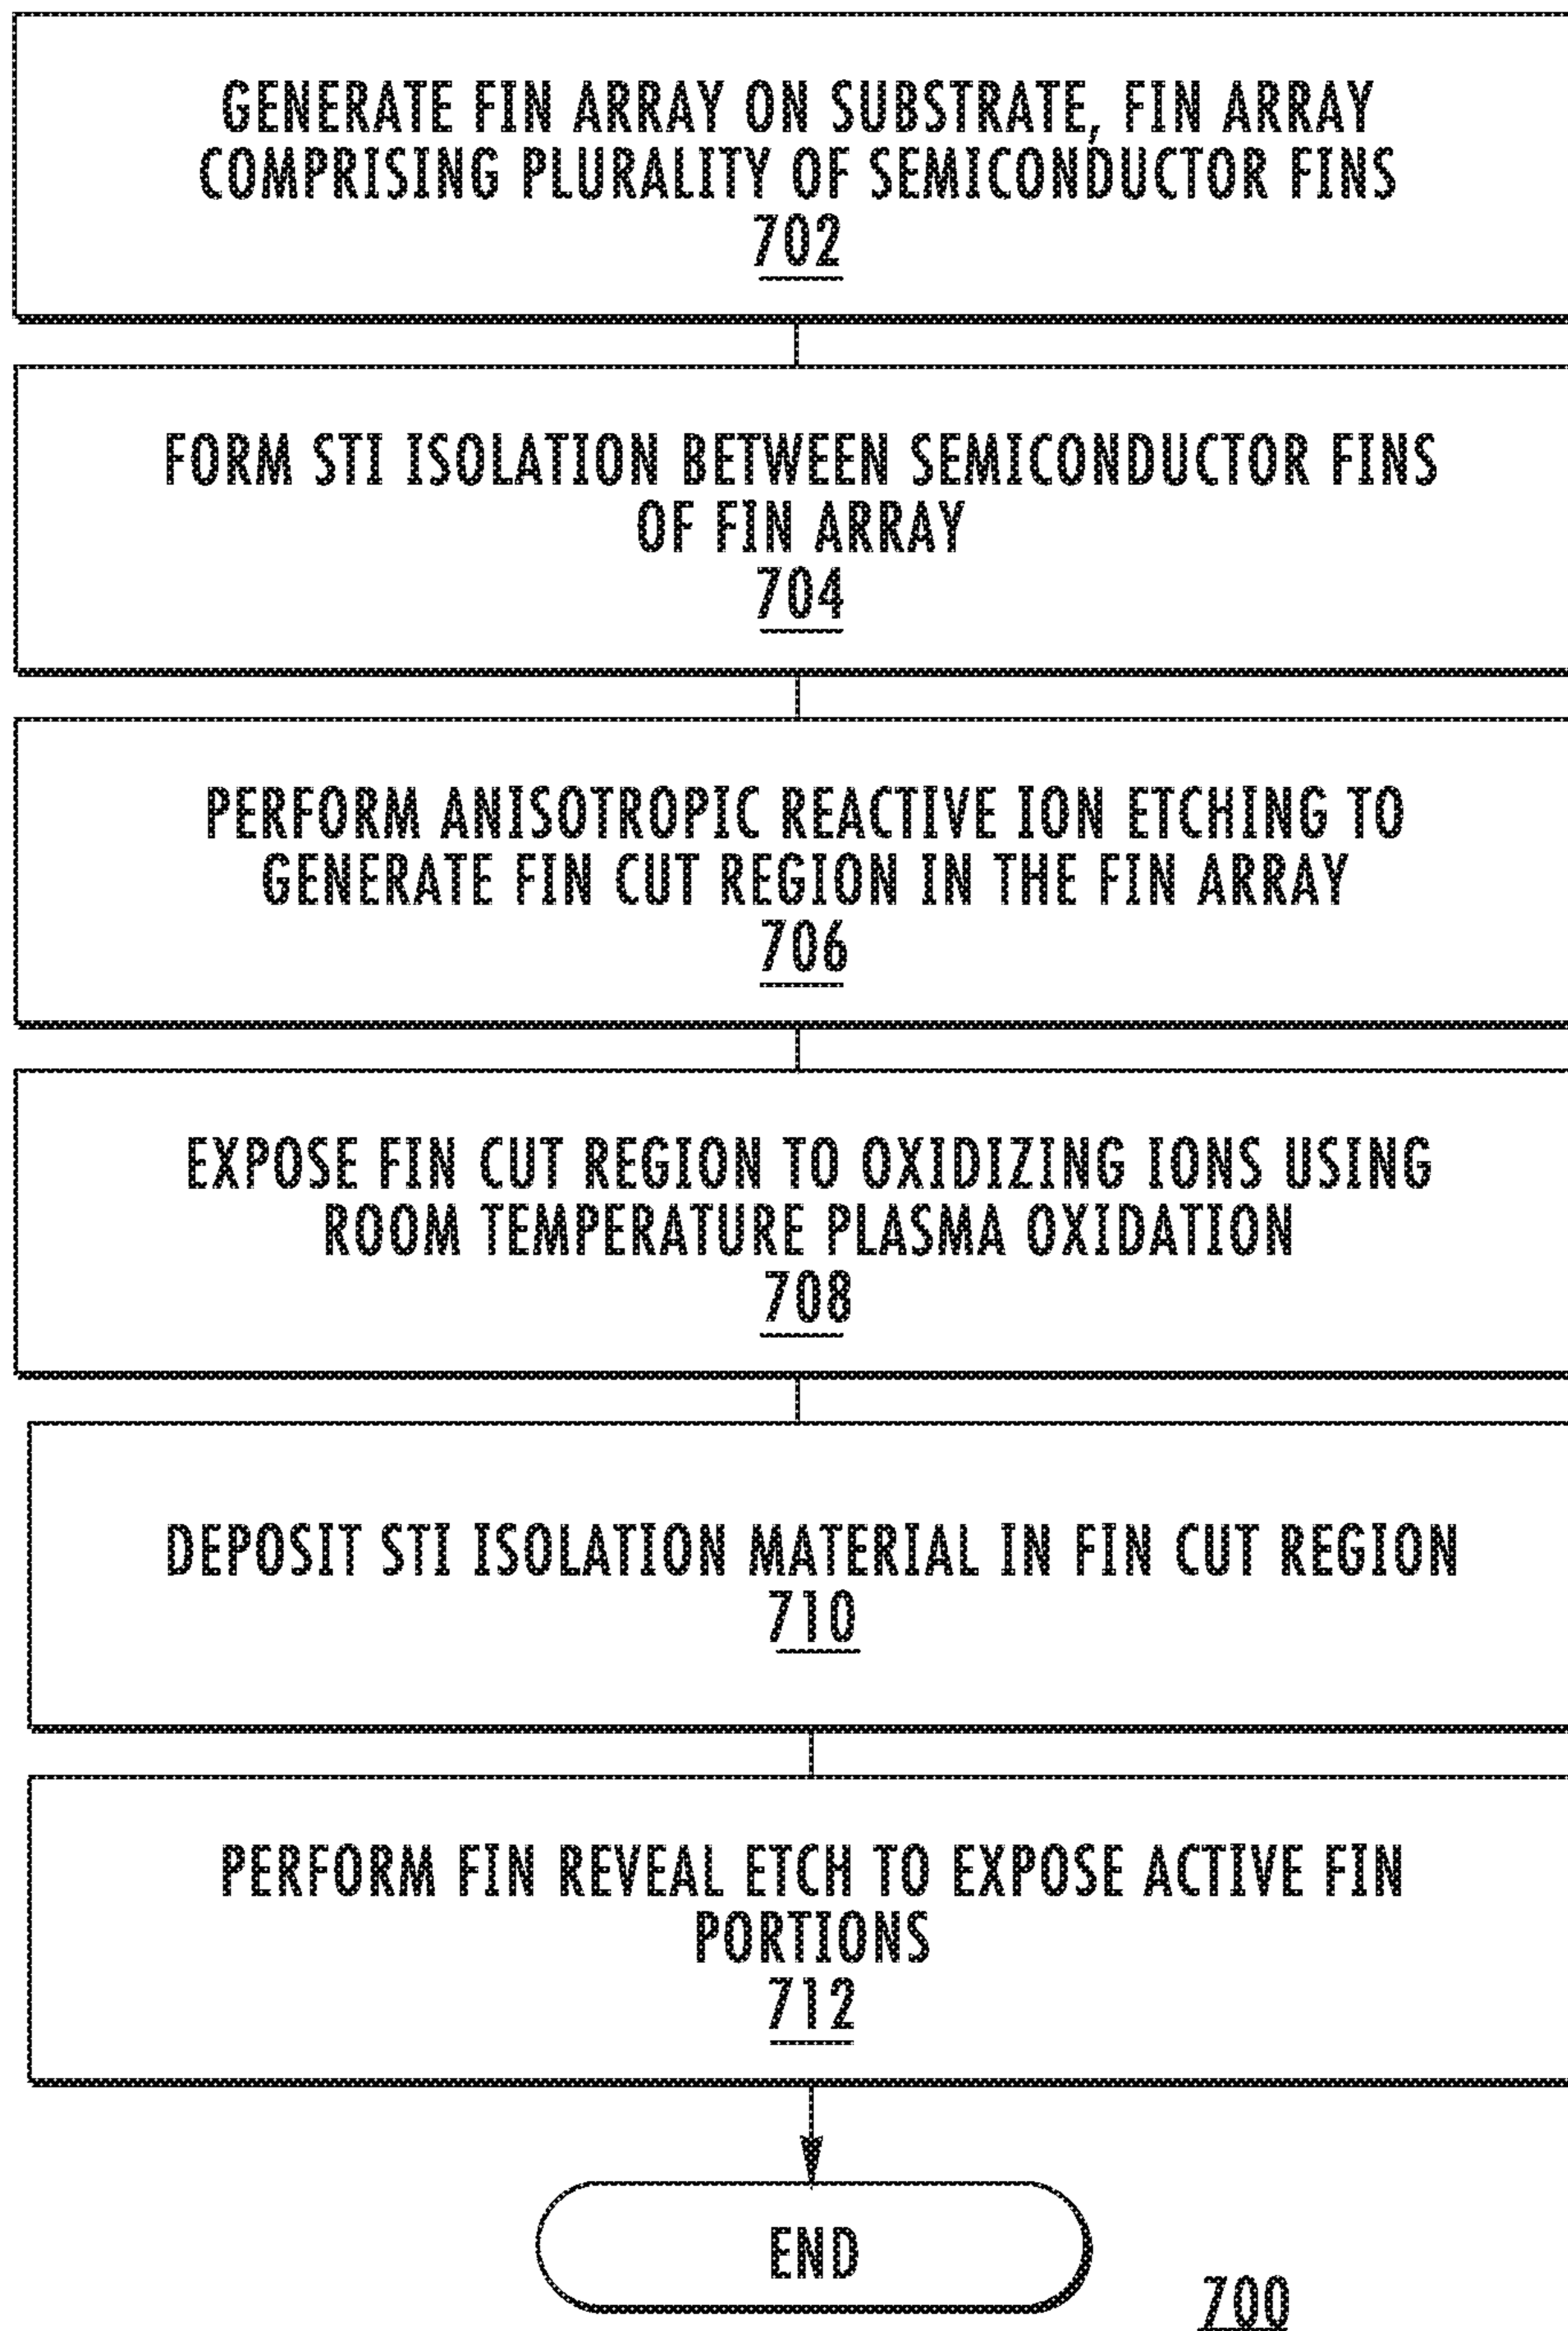 GENERATE FIN ARRAY ON SUBSTRATE, FIN ARRAY
COMPRISING PLURALITY OF SEMICONDUCTOR FINS
702
FORM STI ISOLATION BETWEEN SEMICONDUCTOR FINS
OF FIN ARRAY
704
PERFORM ANISOTROPIC REACTIVE ION ETCHING TO
GENERATE FIN CUT REGION IN THE FIN ARRAY
706
EXPOSE FIN CUT REGION TO OXIDIZING IONS USING
ROOM TEMPERATURE PLASMA OXIDATION
708
DEPOSIT STI ISOLATION MATERIAL IN FIN CUT REGION
710
PERFORM FIN REVEAL ETCH TO EXPOSE ACTIVE FIN
PORTIONS
712
END
700